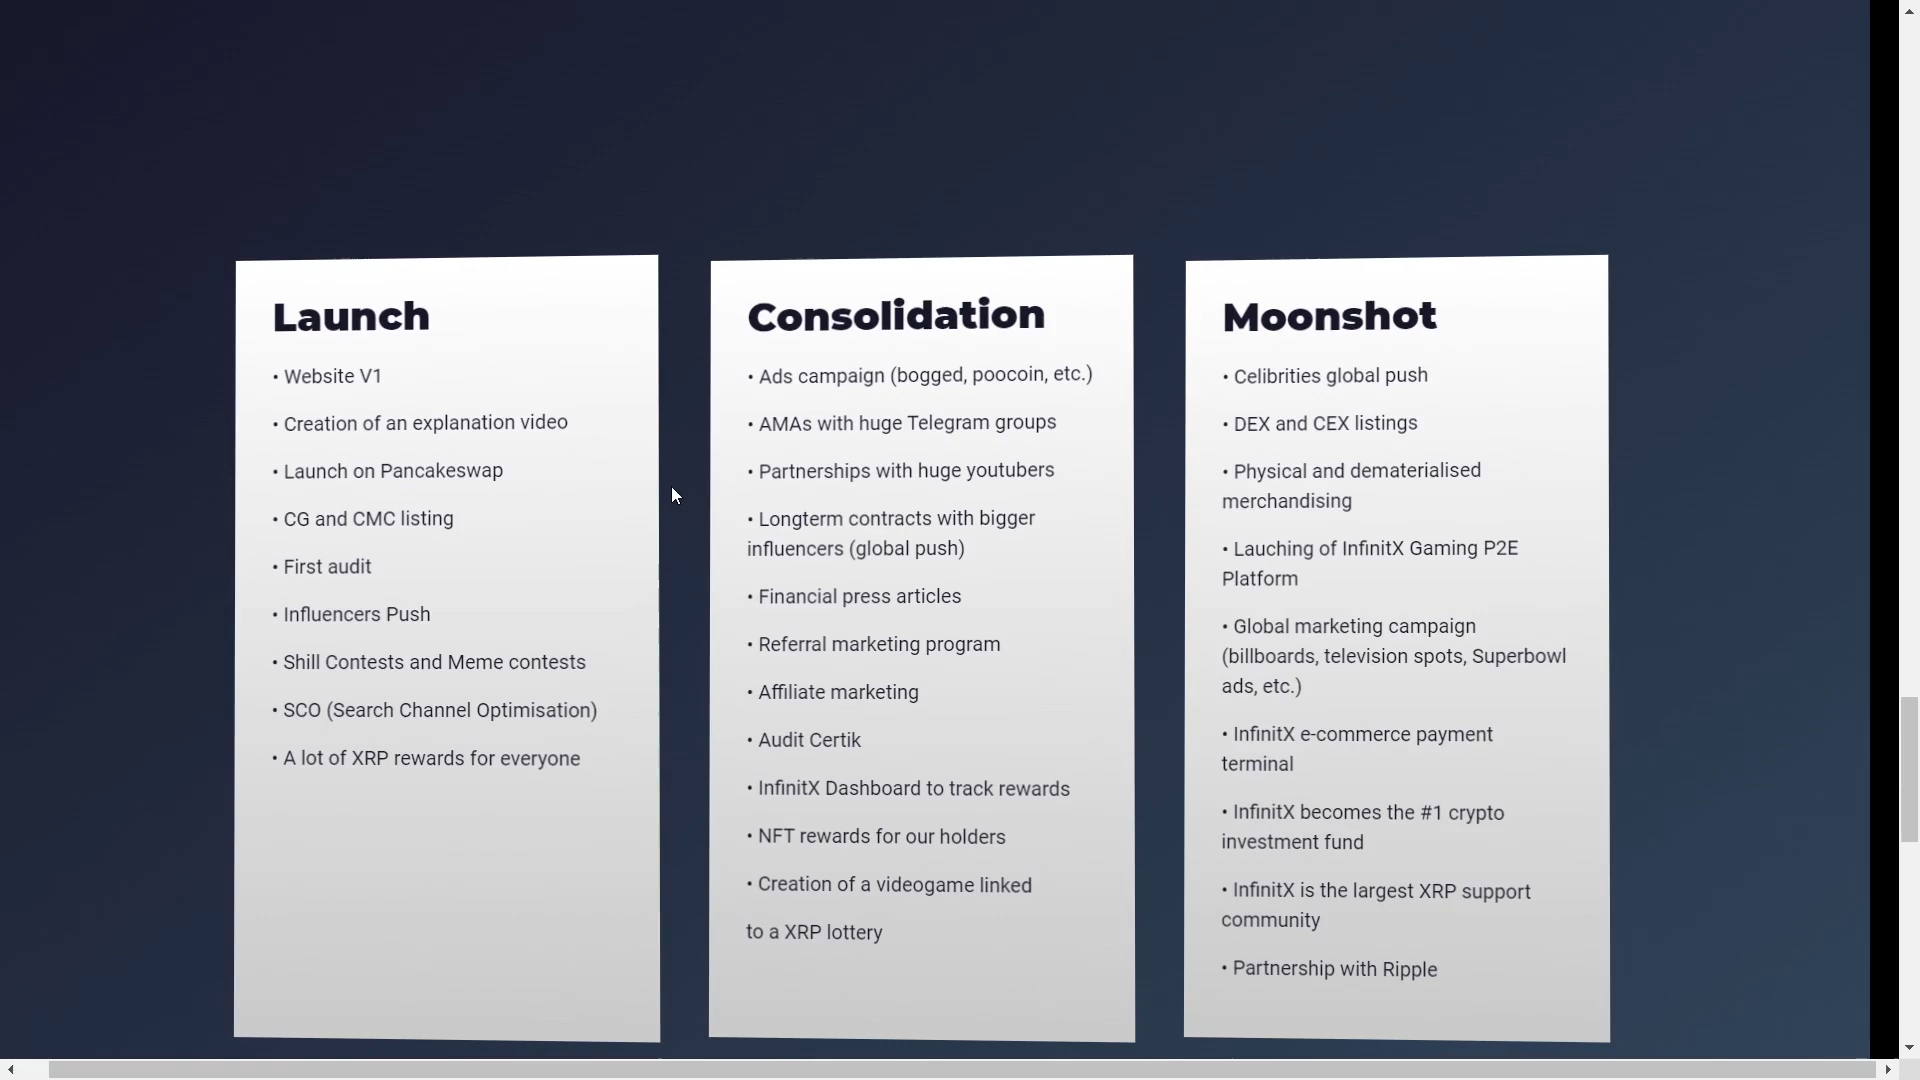 Launch
• Website V1
• Creation of an explanation video
• Launch on Pancakeswap
• CG and CMC listing
• First audit
• Influencers Push
• Shill Contests and Meme contests
• SCO (Search Channel Optimisation)
• A lot of XRP rewards for everyone
Consolidation
• Ads campaign (bogged, poocoin, etc.)
• AMAs with huge Telegram groups
• Partnerships with huge youtubers
• Longterm contracts with bigger
influencers (global push)
• Financial press articles
• Referral marketing program
• Affiliate marketing
• Audit Certik
• InfinitX Dashboard to track rewards
• NFT rewards for our holders
• Creation of a videogame linked
to a XRP lottery
Moonshot
• Celibrities global push
• DEX and CEX listings
• Physical and dematerialised
merchandising
• Lauching of InfinitX Gaming P2E
Platform
• Global marketing campaign
(billboards, television spots, Superbowl
ads, etc.)
• InfinitX e-commerce payment
terminal
• InfinitX becomes the #1 crypto
investment fund
• InfinitX is the largest XRP support
community
• Partnership with Ripple